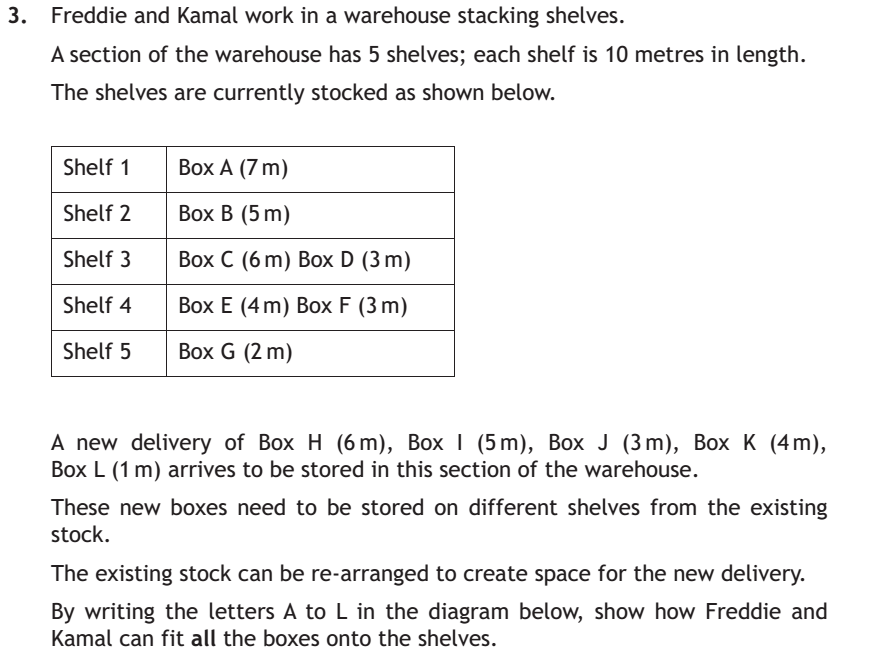 3. Freddie and Kamal work in a warehouse stacking shelves.
A section of the warehouse has 5 shelves; each shelf is 10 metres in length.
The shelves are currently stocked as shown below.
Shelf 1 Box A (7 m)
Shelf 2 Box B (5 m)
Shelf 3 Box C (6 m) Box D (3 m)
Shelf 4 Box E (4 m) Box F (3 m)
Shelf 5 Box G (2 m)
A new delivery of Box H (6 m), Box I (5 m), Box J (3 m), Box K (4 m),
Box L (1 m) arrives to be stored in this section of the warehouse.
These new boxes need to be stored on different shelves from the existing
stock.
The existing stock can be re-arranged to create space for the new delivery.
By writing the letters A to L in the diagram below, show how Freddie and
Kamal can fit all the boxes onto the shelves.